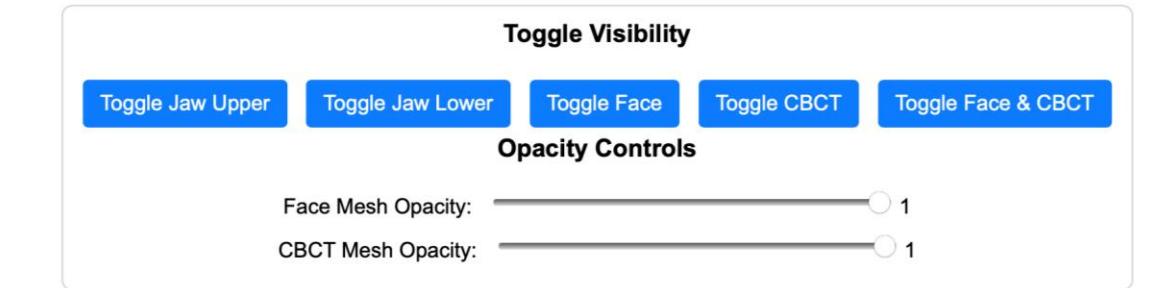 Toggle Visibility
Toggle Jaw Upper Toggle Jaw Lower Toggle Face Toggle CBCT Toggle Face & CBCT
Opacity Controls
Face Mesh Opacity: 1
CBCT Mesh Opacity: 1